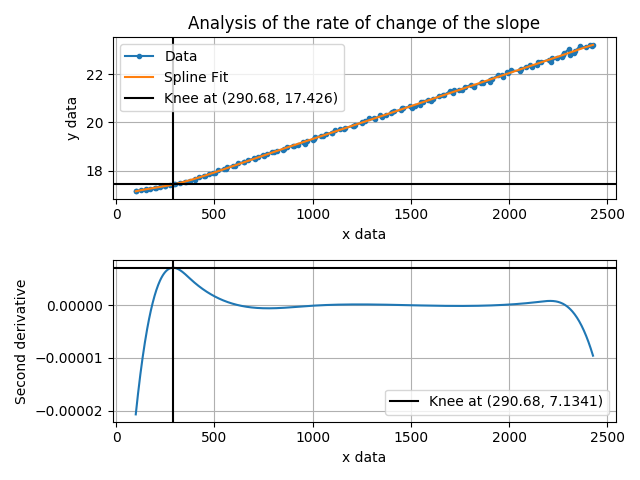 Analysis of the rate of change of the slope
Data
Spline Fit
Knee at (290.68, 17.426)
y data
22
20
18
0
500
1000
1500
2000
2500
x data
Second derivative
0.00000
−0.00001
−0.00002
Knee at (290.68, 7.1341)
0
500
1000
1500
2000
2500
x data